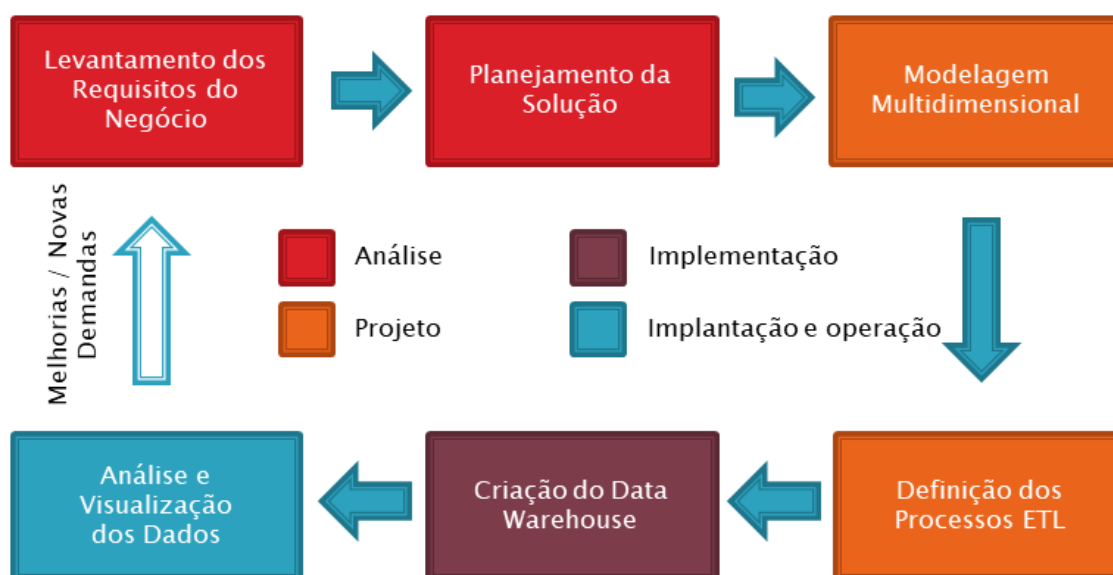 Levantamento dos
Requisitos do
Negócio
Planejamento da
Solução
Modelagem
Multidimensional
Melhorias / Novas
Demandas
Análise
Implementação
Projeto
Implantação e operação
Análise e
Visualização
dos Dados
Criação do Data
Warehouse
Definição dos
Processos ETL